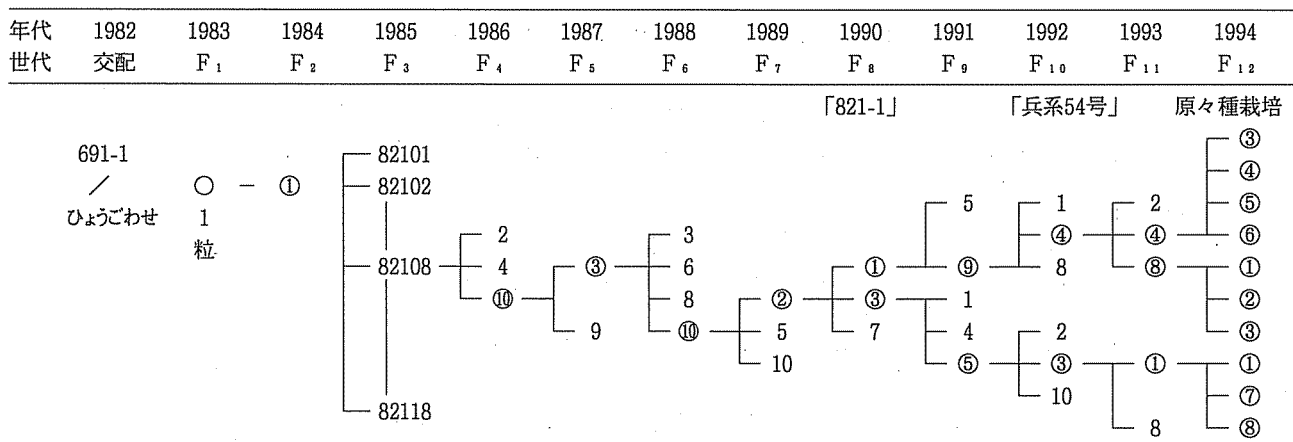 年代 1982 1983 1984 1985 1986 1987 1988 1989 1990 1991 1992 1993 1994
世代 交配 F₁ F₂ F₃ F₄ F₅ F₆ F₇ F₈ F₉ F₁₀ F₁₁ F₁₂
「821-1」 「兵系54号」 原々種栽培
③
691-1 82101
④
／ ○ － ① 82102
ひょうごわせ 1 5 1 2 ⑤
粒
2 3 ④ ④ ⑥
82108 4 ③ 6 ① ⑨ 8 ⑧ ①
⑩ 8 ② ③ 1 ②
9 ⑩ 5 7 4 2 ③
10 ⑤ ③ ① ①
10 ⑦
82118 8 ⑧